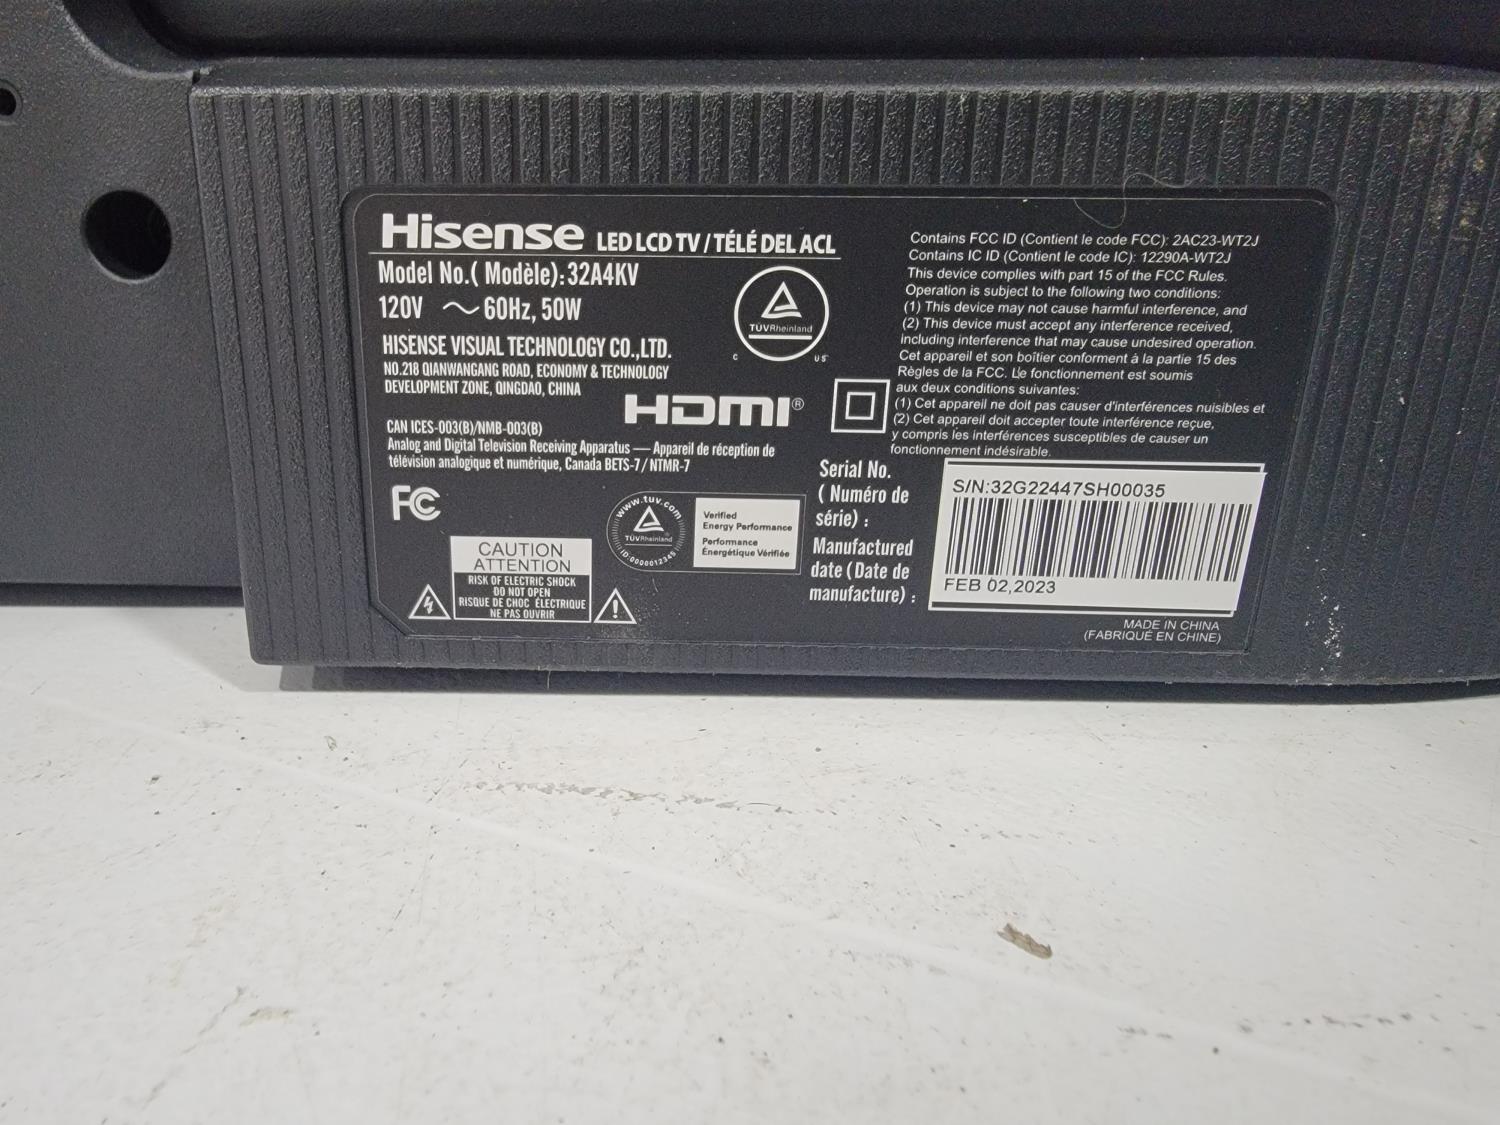 Hisense LED LCD TV / TÉLÉ DEL ACL
Model No.( Modèle): 32A4KV
120V ~ 60Hz, 50W
HISENSE VISUAL TECHNOLOGY CO.,LTD.
NO.218 QIANWANGANG ROAD, ECONOMY & TECHNOLOGY
DEVELOPMENT ZONE, QINGDAO, CHINA
TÜVRheinland
C US
HDMI®
CAN ICES-003(B)/NMB-003(B)
Analog and Digital Television Receiving Apparatus — Appareil de réception de
télévision analogique et numérique, Canada BETS-7 / NTMR-7
FC
CAUTION
ATTENTION
RISK OF ELECTRIC SHOCK
DO NOT OPEN
RISQUE DE CHOC ÉLECTRIQUE
NE PAS OUVRIR
!
www.tuv.com
TÜVRheinland®
ID:0000012345
Verified
Energy Performance
Performance
Énergétique Vérifiée
Contains FCC ID (Contient le code FCC): 2AC23-WT2J
Contains IC ID (Contient le code IC): 12290A-WT2J
This device complies with part 15 of the FCC Rules.
Operation is subject to the following two conditions:
(1) This device may not cause harmful interference, and
(2) This device must accept any interference received,
including interference that may cause undesired operation.
Cet appareil et son boîtier conforment à la partie 15 des
Règles de la FCC. Le fonctionnement est soumis
aux deux conditions suivantes:
(1) Cet appareil ne doit pas causer d'interférences nuisibles et
(2) Cet appareil doit accepter toute interférence reçue,
y compris les interférences susceptibles de causer un
fonctionnement indésirable.
Serial No.
( Numéro de
série) :
S/N:32G22447SH00035
Manufactured
date ( Date de
manufacture) :
FEB 02,2023
MADE IN CHINA
(FABRIQUÉ EN CHINE)